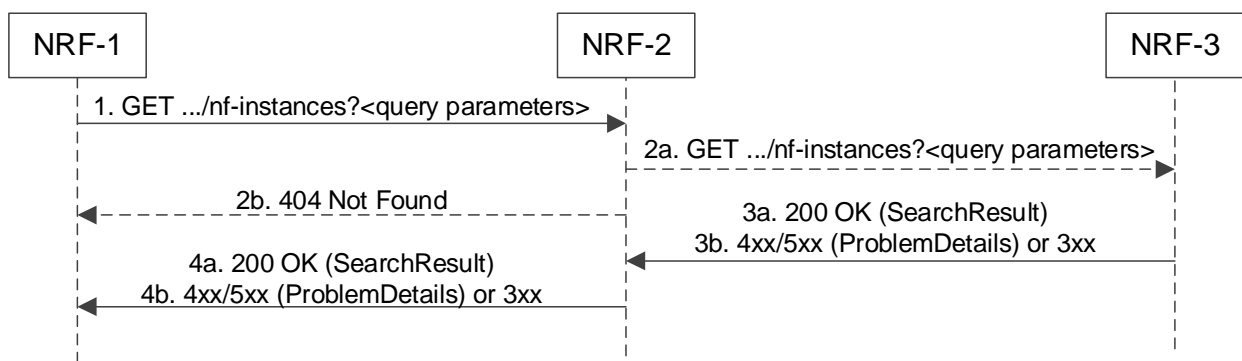 NRF-1
NRF-2
NRF-3
1. GET .../nf-instances?<query parameters>
2a. GET .../nf-instances?<query parameters>
2b. 404 Not Found
3a. 200 OK (SearchResult)
3b. 4xx/5xx (ProblemDetails) or 3xx
4a. 200 OK (SearchResult)
4b. 4xx/5xx (ProblemDetails) or 3xx